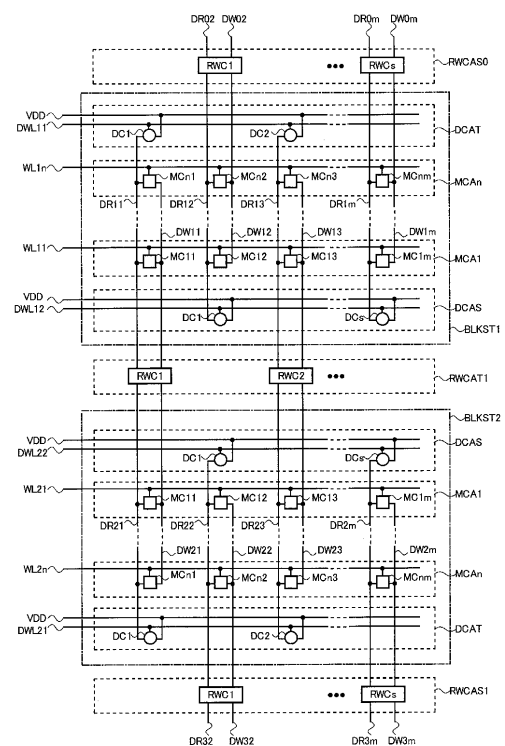 DR02 DW02 DR0m DW0m
RWC1 ••• RWCs RWCAS0
VDD
DWL11 DC1 DC2 DCAT
WL1n MCn1 MCn2 MCn3 MCnm MCAn
DR11 DR12 DR13 DR1m
DW11 DW12 DW13 DW1m
WL11 MC11 MC12 MC13 MC1m MCA1
VDD
DWL12 DC1 DCs DCAS
BLKST1
RWC1 RWC2 ••• RWCAT1
BLKST2
VDD
DWL22 DC1 DCs DCAS
WL21 MC11 MC12 MC13 MC1m MCA1
DR21 DR22 DR23 DR2m
DW21 DW22 DW23 DW2m
WL2n MCn1 MCn2 MCn3 MCnm MCAn
VDD
DWL21 DC1 DC2 DCAT
RWC1 ••• RWCs RWCAS1
DR32 DW32 DR3m DW3m